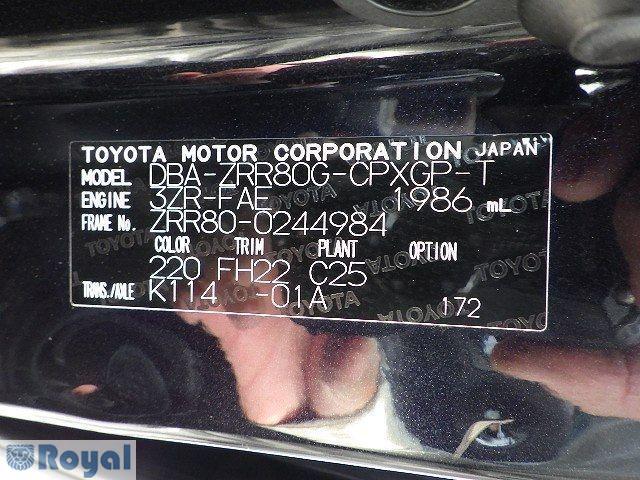 TOYOTA MOTOR CORPORATION JAPAN
MODEL DBA-ZRR80G-CPXGP-T
ENGINE 3ZR-FAE 1986 mL
FRAME No. ZRR80-0244984
COLOR TRIM PLANT OPTION
220 FH22 C25
TRANS./AXLE K114 -01A 172
Royal